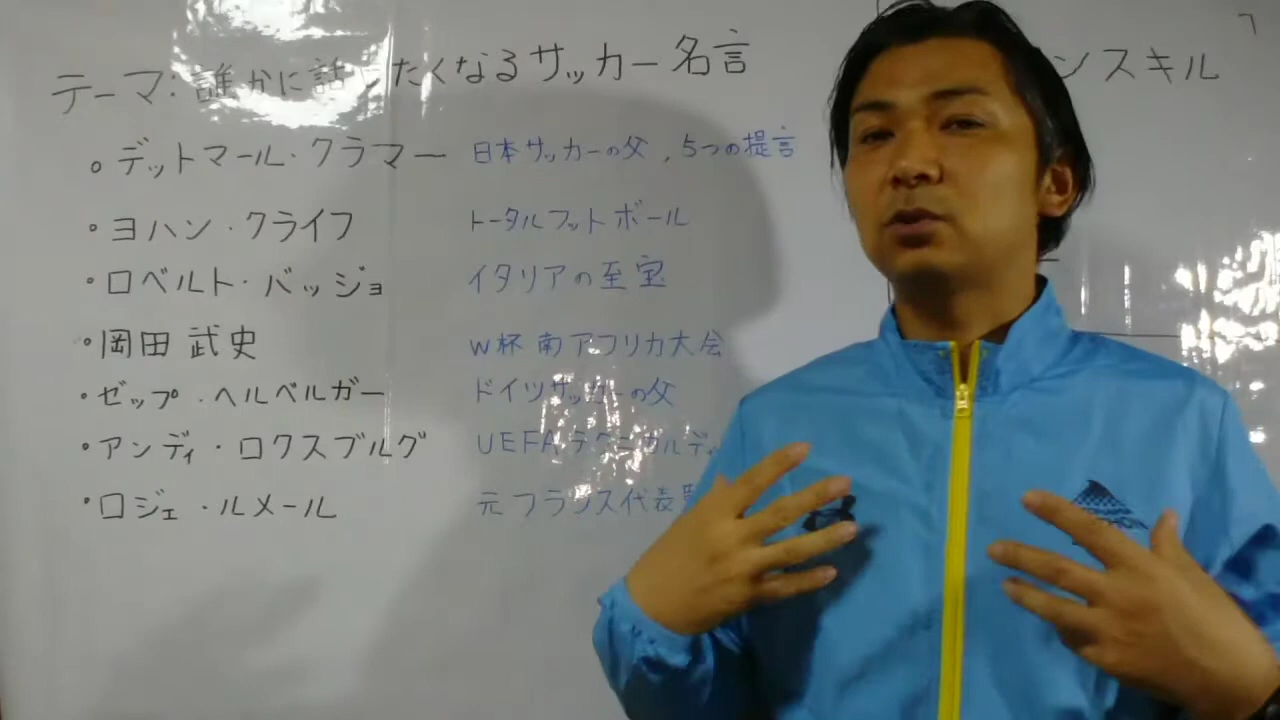 テーマ:誰かに話したくなるサッカー名言
ンスキル
・デットマール・クラマー 日本サッカーの父,5つの提言
・ヨハン・クライフ トータルフットボール
・ロベルト・バッジョ イタリアの至宝
・岡田 武史 W杯南アフリカ大会
・ゼップ・ヘルベルガー ドイツサッカーの父
・アンディ・ロクスブルグ UEFAテクニカルディ
・ロジェ・ルメール 元フランス代表